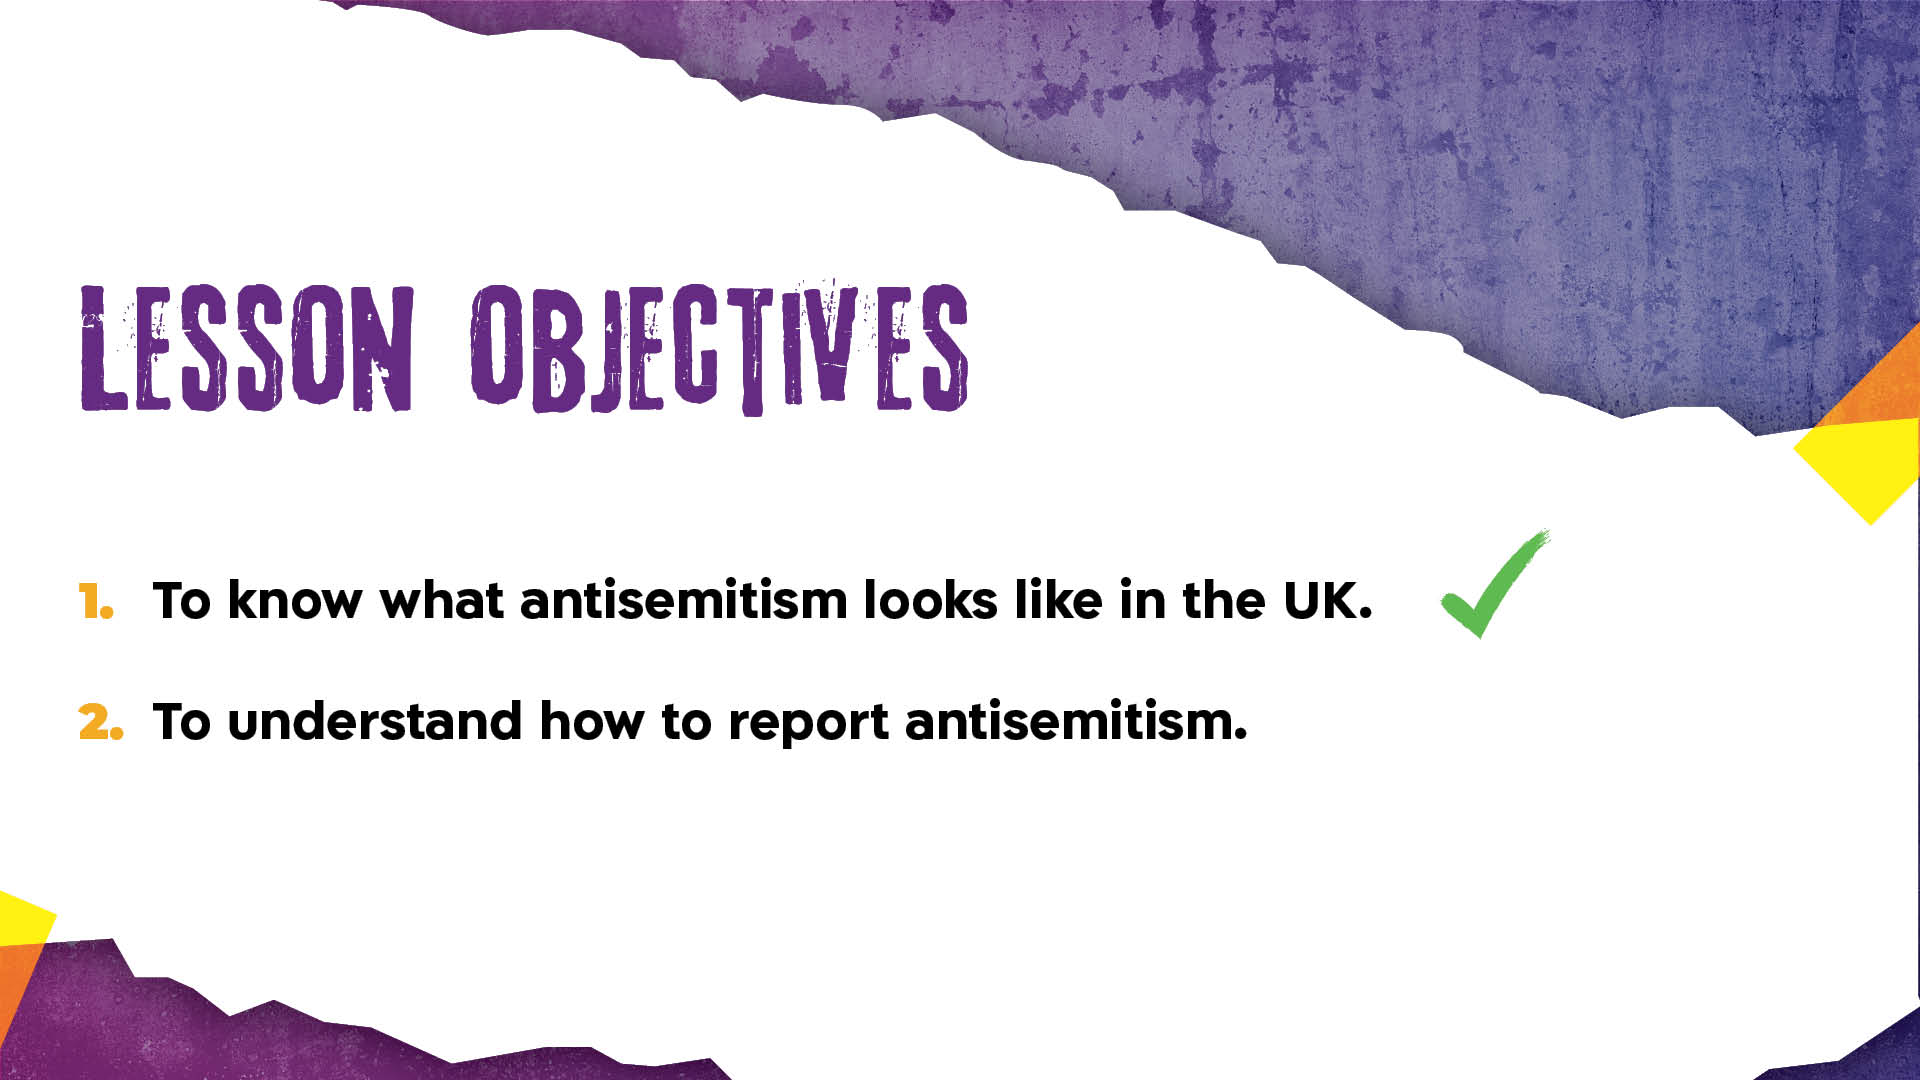 LESSON OBJECTIVES
1. To know what antisemitism looks like in the UK.
2. To understand how to report antisemitism.